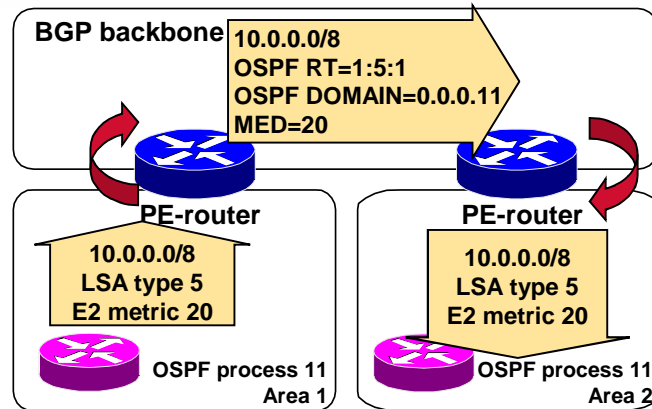 BGP backbone
10.0.0.0/8
OSPF RT=1:5:1
OSPF DOMAIN=0.0.0.11
MED=20
PE-router
10.0.0.0/8
LSA type 5
E2 metric 20
OSPF process 11
Area 1
PE-router
10.0.0.0/8
LSA type 5
E2 metric 20
OSPF process 11
Area 2